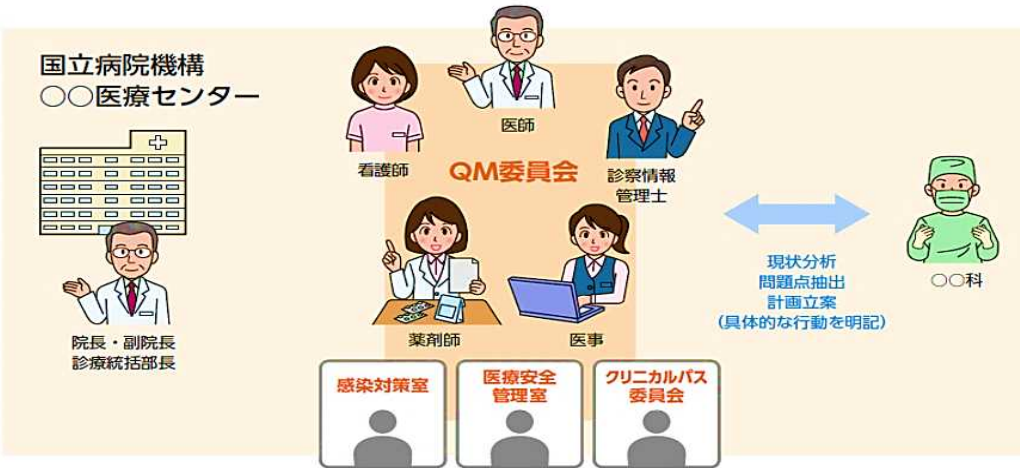 国立病院機構
○○医療センター
院長・副院長
診療統括部長
医師
看護師
QM委員会
診察情報
管理士
薬剤師
医事
感染対策室
医療安全
管理室
クリニカルパス
委員会
現状分析
問題点抽出
計画立案
(具体的な行動を明記)
○○科